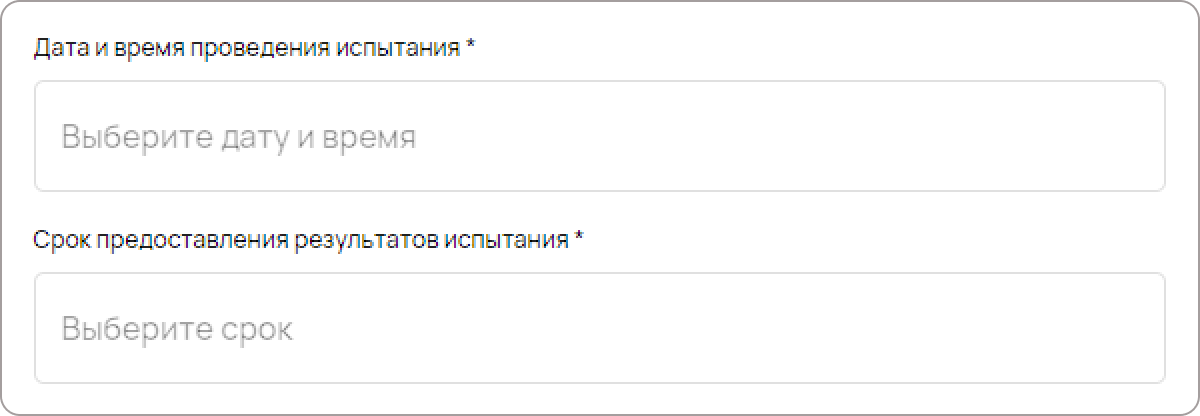 Дата и время проведения испытания *
Выберите дату и время
Срок предоставления результатов испытания *
Выберите срок